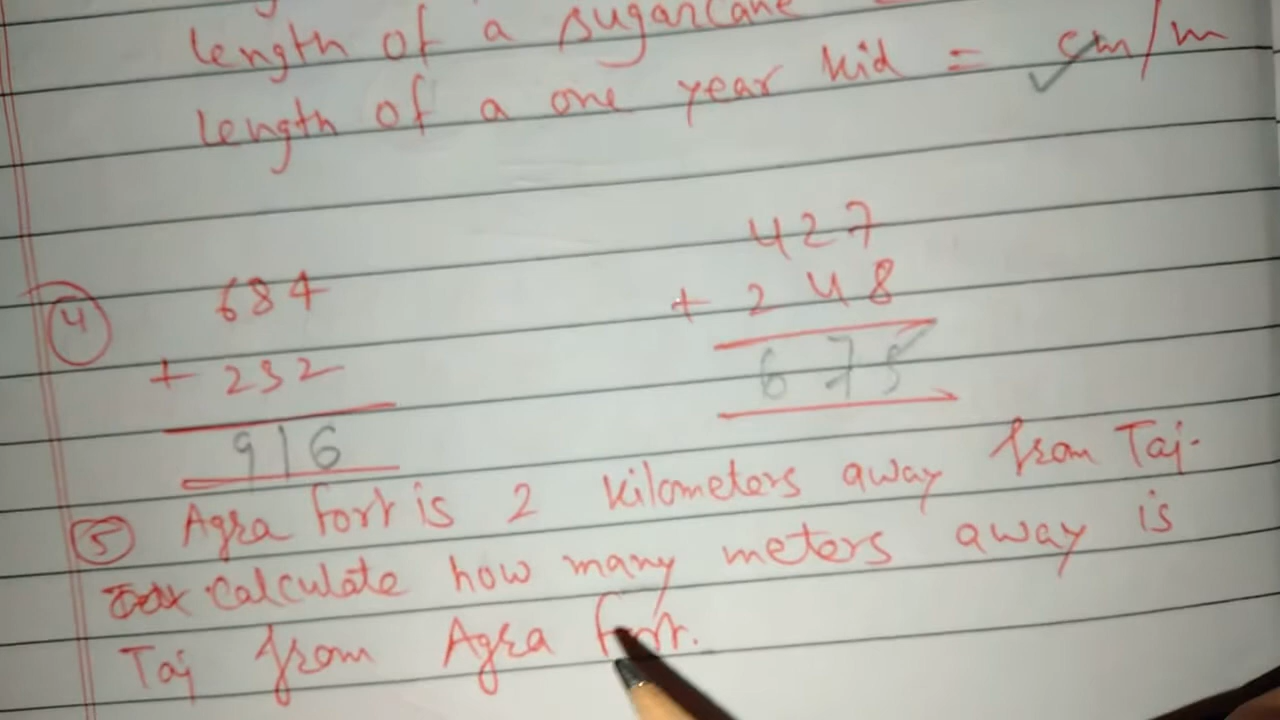 length of a sugarcane
length of a one year kid = cm/m
4 684 427
+ 232 + 248
916 675
5 Agra Fort is 2 kilometers away from Taj.
calculate how many meters away is
Taj from Agra fort.